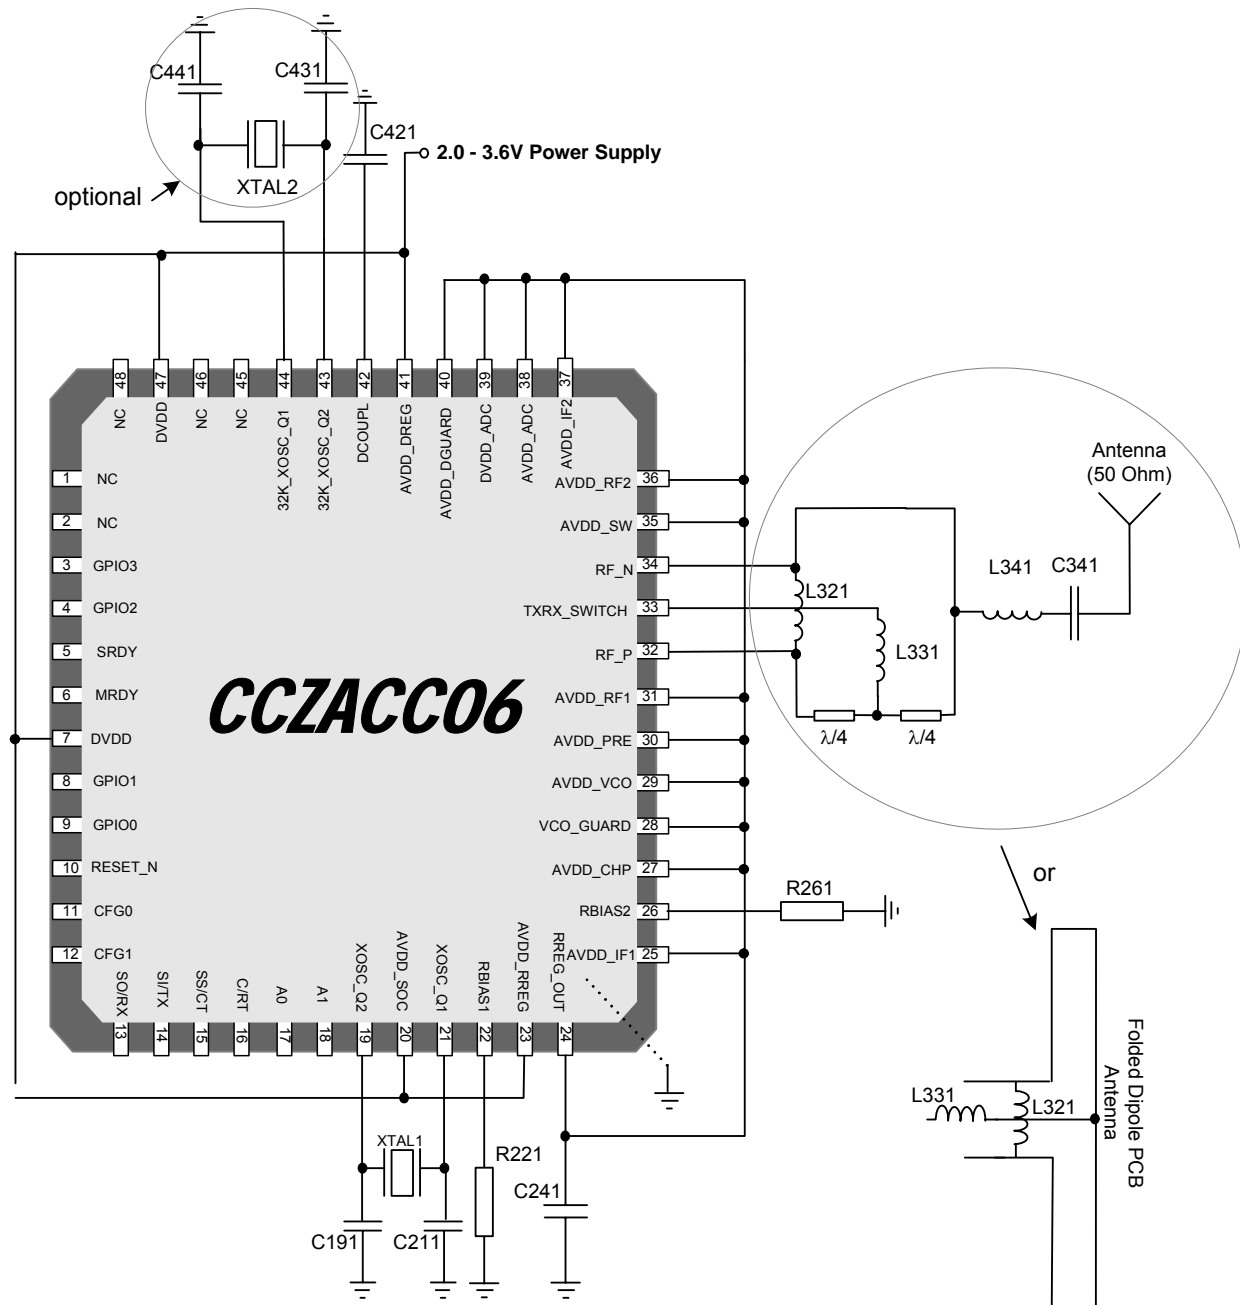 C441
C431
C421
2.0 - 3.6V Power Supply
XTAL2
optional
48
47
46
45
44
43
42
41
40
39
38
37
NC
DVDD
NC
NC
32K_XOSC_Q1
32K_XOSC_Q2
DCOUPL
AVDD_DREG
AVDD_DGUARD
DVDD_ADC
AVDD_ADC
AVDD_IF2
1 NC
2 NC
3 GPIO3
4 GPIO2
5 SRDY
6 MRDY
7 DVDD
8 GPIO1
9 GPIO0
10 RESET_N
11 CFG0
12 CFG1
CCZACC06
AVDD_RF2 36
AVDD_SW 35
RF_N 34
TXRX_SWITCH 33
RF_P 32
AVDD_RF1 31
AVDD_PRE 30
AVDD_VCO 29
VCO_GUARD 28
AVDD_CHP 27
RBIAS2 26
AVDD_IF1 25
SO/RX
SI/TX
SS/CT
C/RT
A0
A1
XOSC_Q2
AVDD_SOC
XOSC_Q1
RBIAS1
AVDD_RREG
RREG_OUT
13
14
15
16
17
18
19
20
21
22
23
24
Antenna
(50 Ohm)
L341
C341
L321
L331
λ/4
λ/4
R261
or
XTAL1
R221
C241
C191
C211
L331
L321
Folded Dipole PCB
Antenna